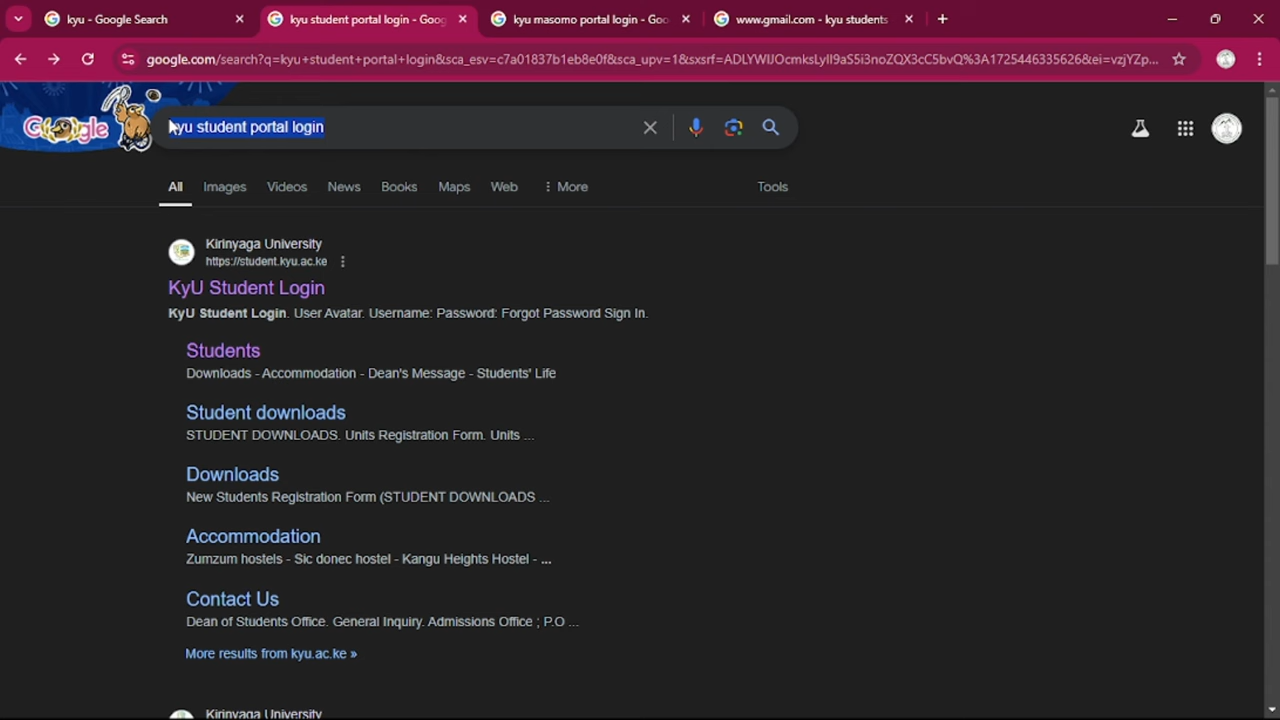 kyu - Google Search
kyu student portal login - Goog
kyu masomo portal login - Goo
www.gmail.com - kyu students
google.com/search?q=kyu+student+portal+login&sca_esv=c7a01837b1eb8e0f&sca_upv=1&sxsrf=ADLYWIJOcmksLyIl9aS5i3noZQX3cC5bvQ%3A1725446335626&ei=vzjYZp...
Google
kyu student portal login
All Images Videos News Books Maps Web More Tools
Kirinyaga University
https://student.kyu.ac.ke
KyU Student Login
KyU Student Login. User Avatar. Username: Password: Forgot Password Sign In.
Students
Downloads - Accommodation - Dean's Message - Students' Life
Student downloads
STUDENT DOWNLOADS. Units Registration Form. Units ...
Downloads
New Students Registration Form (STUDENT DOWNLOADS ...
Accommodation
Zumzum hostels - Sic donec hostel - Kangu Heights Hostel - ...
Contact Us
Dean of Students Office. General Inquiry. Admissions Office ; P.O ...
More results from kyu.ac.ke »
Kirinyaga University